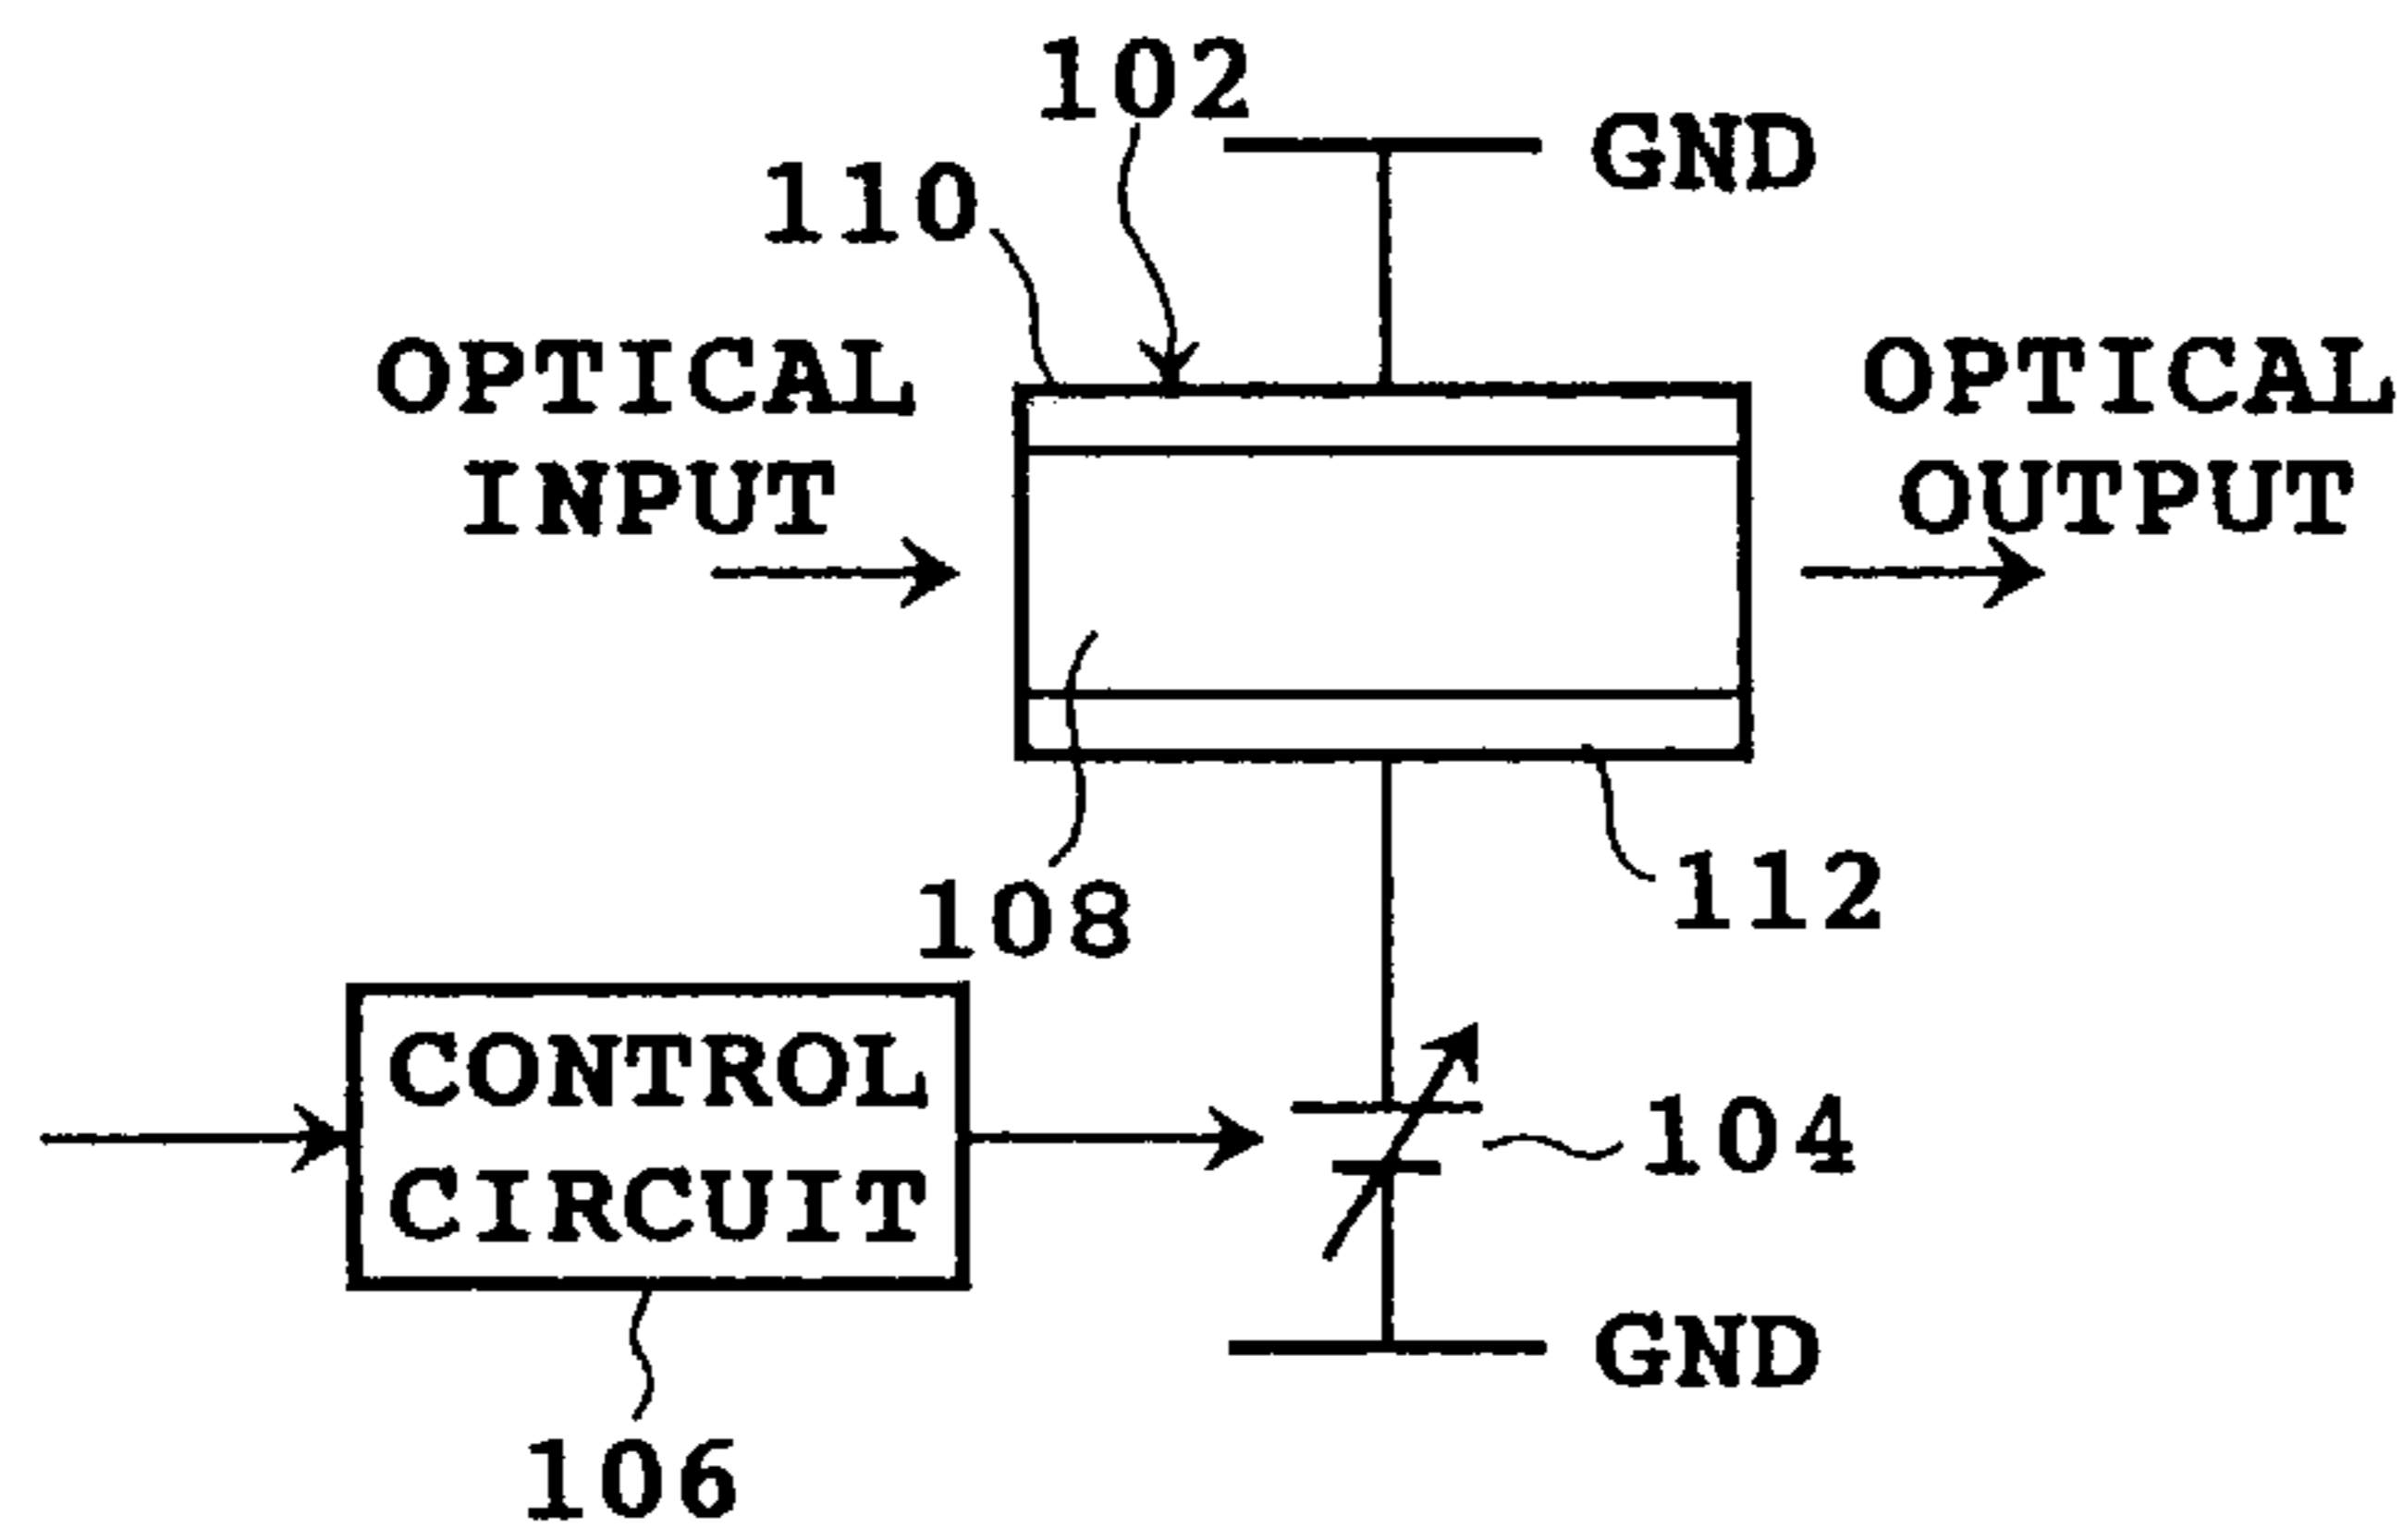 102
GND
110
OPTICAL
INPUT
OPTICAL
OUTPUT
108
112
CONTROL
CIRCUIT
104
GND
106